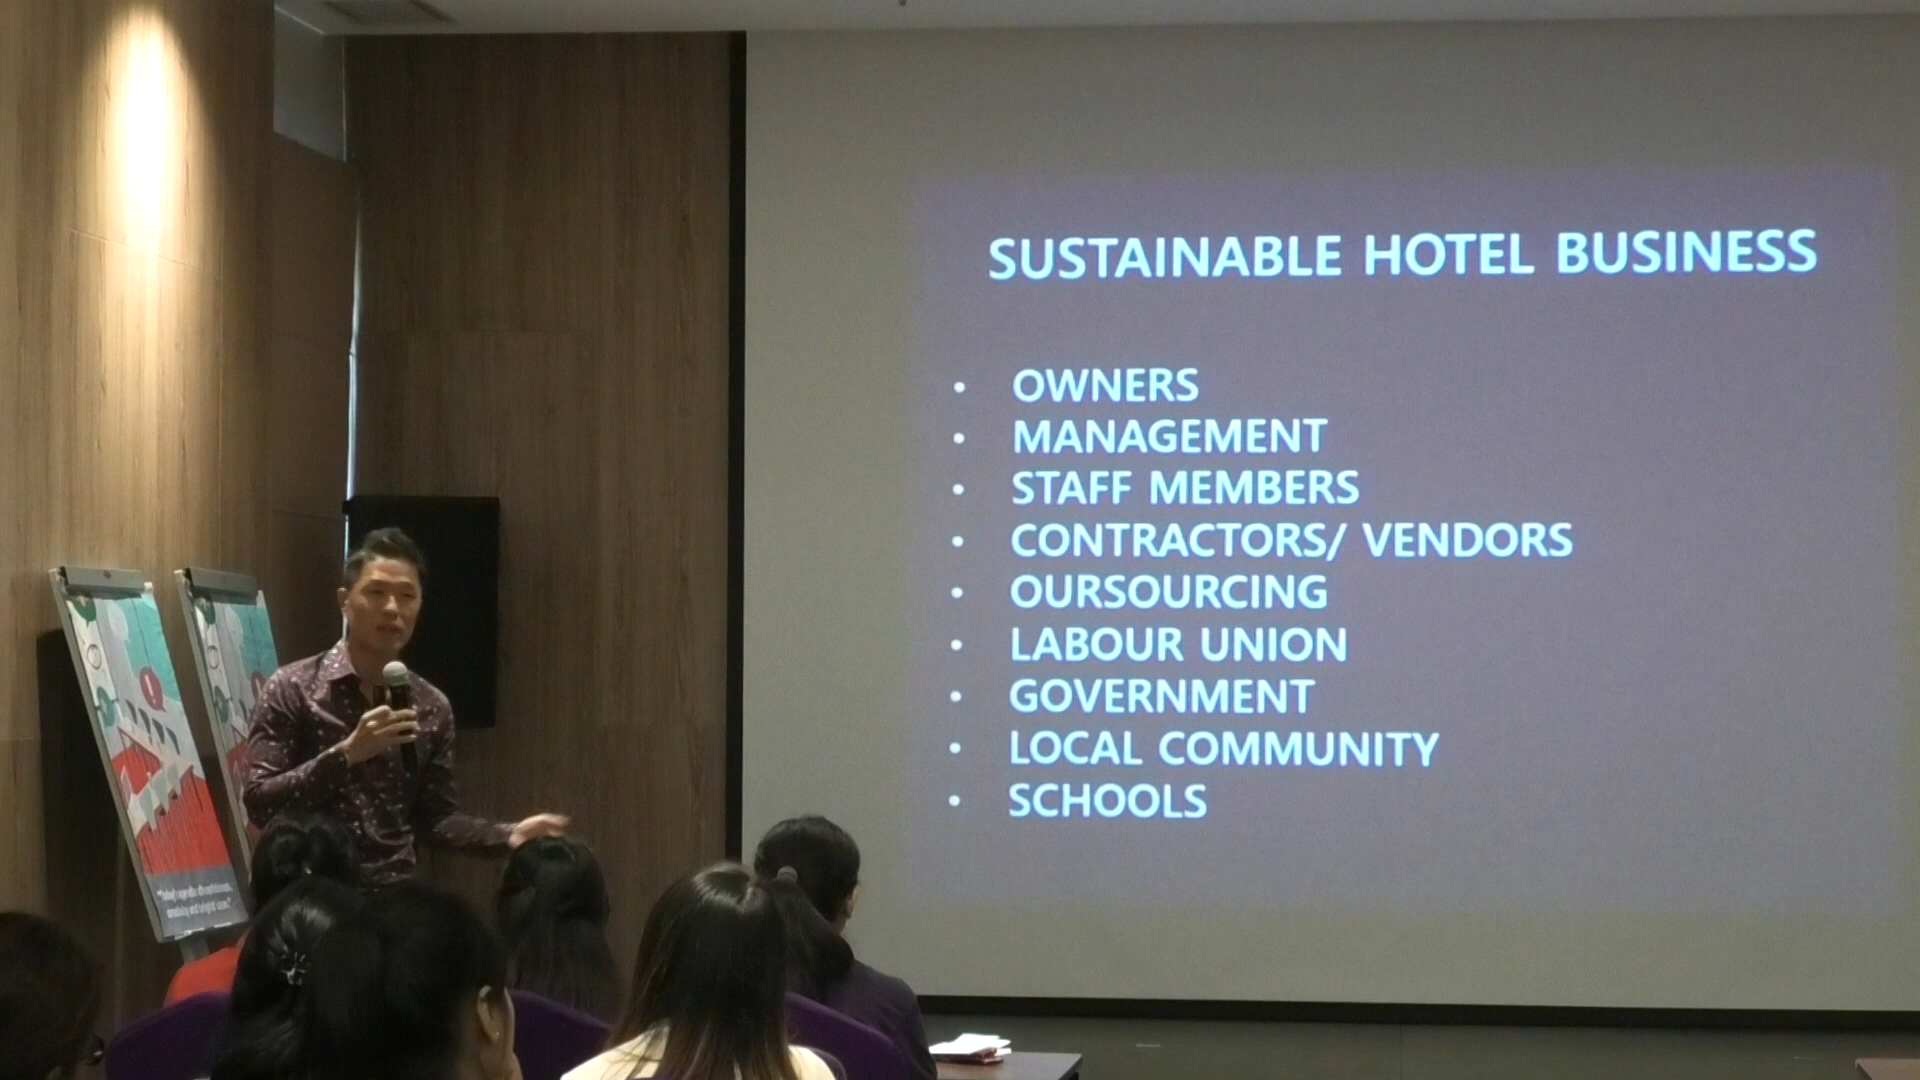 SUSTAINABLE HOTEL BUSINESS
• OWNERS
• MANAGEMENT
• STAFF MEMBERS
• CONTRACTORS/ VENDORS
• OURSOURCING
• LABOUR UNION
• GOVERNMENT
• LOCAL COMMUNITY
• SCHOOLS